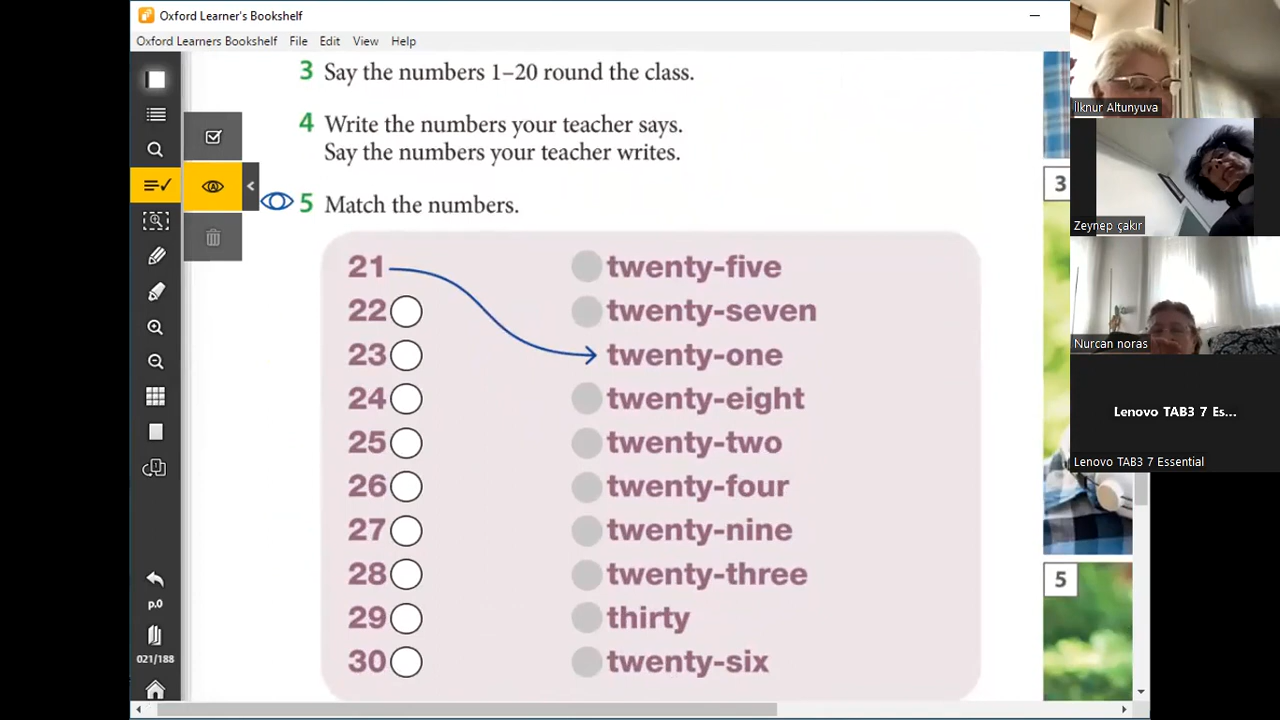 Oxford Learner's Bookshelf
Oxford Learners Bookshelf File Edit View Help
3 Say the numbers 1–20 round the class.
4 Write the numbers your teacher says.
Say the numbers your teacher writes.
5 Match the numbers.
21 twenty-five
22 twenty-seven
23 twenty-one
24 twenty-eight
25 twenty-two
26 twenty-four
27 twenty-nine
28 twenty-three
29 thirty
30 twenty-six
p.0
021/188
3
5
İlknur Altunyuva
Zeynep çakır
Nurcan noras
Lenovo TAB3 7 Es...
Lenovo TAB3 7 Essential